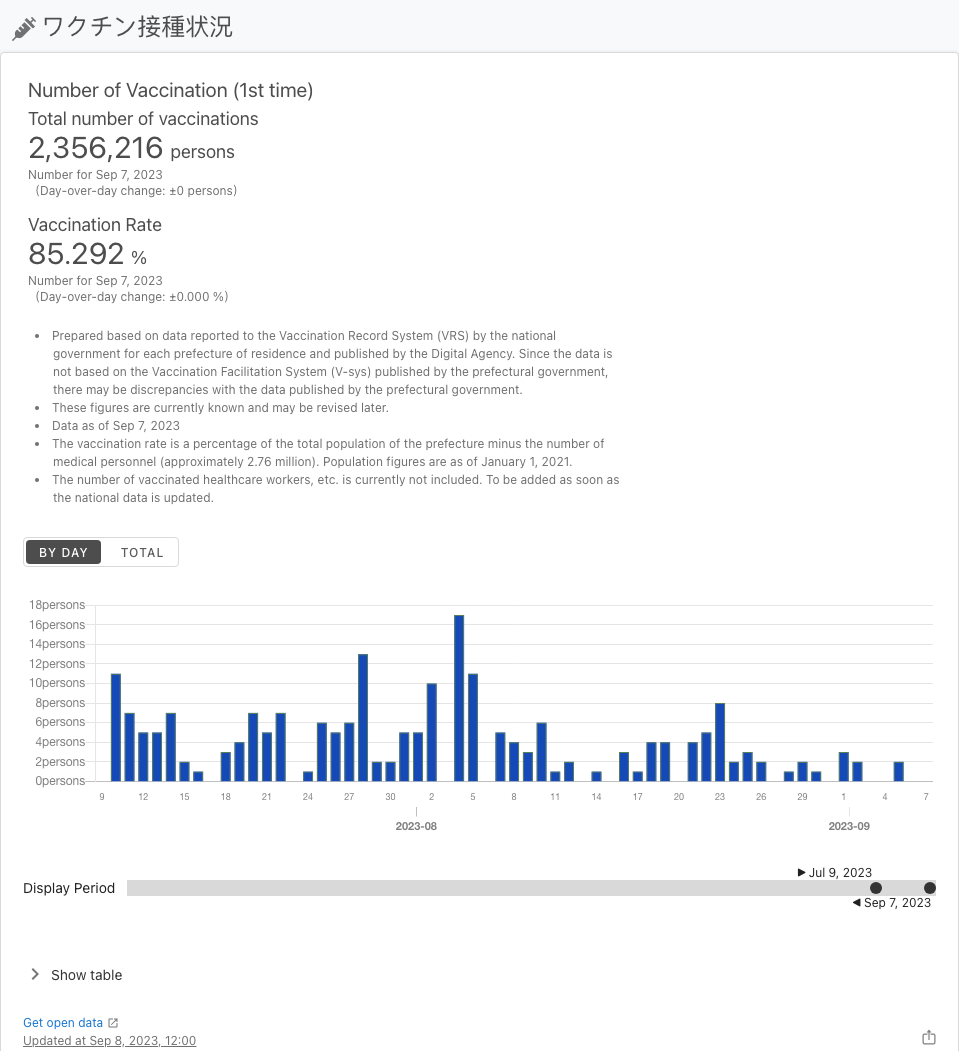 ワクチン接種状況
Number of Vaccination (1st time)
Total number of vaccinations
2,356,216 persons
Number for Sep 7, 2023
(Day-over-day change: ±0 persons)
Vaccination Rate
85.292 %
Number for Sep 7, 2023
(Day-over-day change: ±0.000 %)
• Prepared based on data reported to the Vaccination Record System (VRS) by the national
government for each prefecture of residence and published by the Digital Agency. Since the data is
not based on the Vaccination Facilitation System (V-sys) published by the prefectural government,
there may be discrepancies with the data published by the prefectural government.
• These figures are currently known and may be revised later.
• Data as of Sep 7, 2023
• The vaccination rate is a percentage of the total population of the prefecture minus the number of
medical personnel (approximately 2.76 million). Population figures are as of January 1, 2021.
• The number of vaccinated healthcare workers, etc. is currently not included. To be added as soon as
the national data is updated.
BY DAY TOTAL
18persons
16persons
14persons
12persons
10persons
8persons
6persons
4persons
2persons
0persons
9 12 15 18 21 24 27 30 2 5 8 11 14 17 20 23 26 29 1 4 7
2023-08 2023-09
Jul 9, 2023
Display Period
Sep 7, 2023
Show table
Get open data
Updated at Sep 8, 2023, 12:00